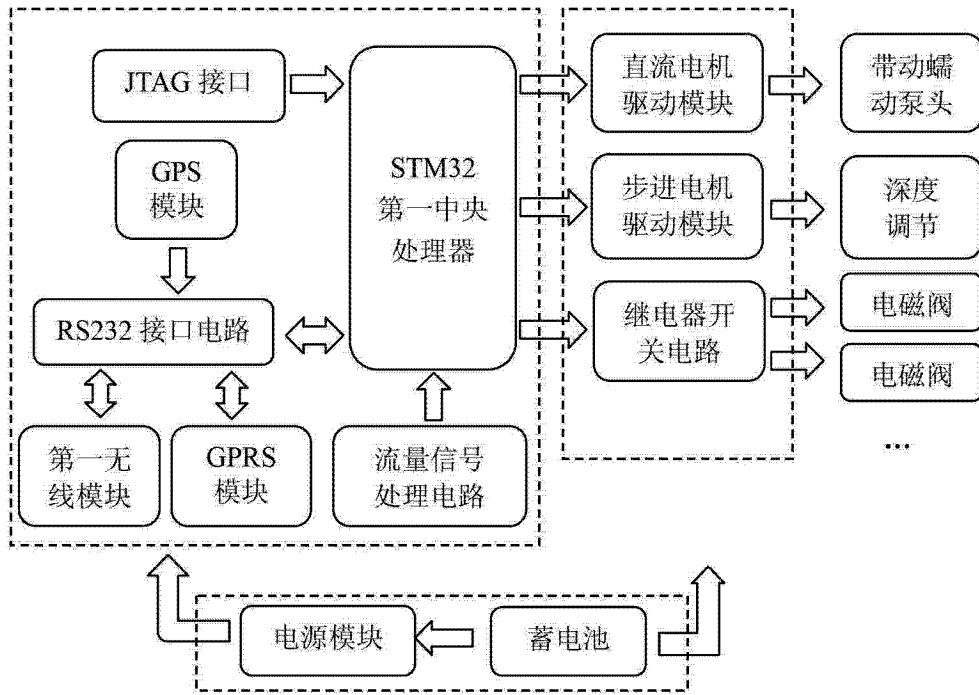 JTAG 接口
GPS
模块
RS232 接口电路
第一无
线模块
GPRS
模块
STM32
第一中央
处理器
流量信号
处理电路
直流电机
驱动模块
步进电机
驱动模块
继电器开
关电路
带动蠕
动泵头
深度
调节
电磁阀
电磁阀
...
电源模块
蓄电池